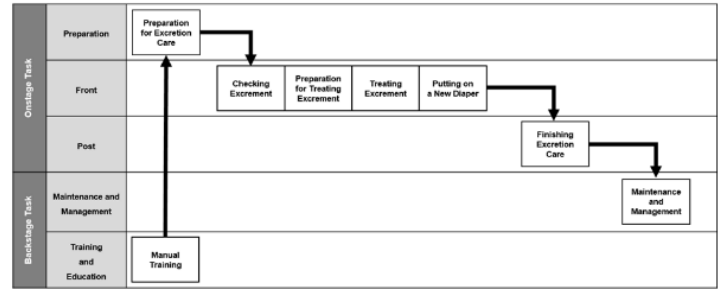 Onstage Task
Preparation
Preparation
for Excretion
Care
Front
Checking
Excrement
Preparation
for Treating
Excrement
Treating
Excrement
Putting on
a New Diaper
Post
Finishing
Excretion
Care
Backstage Task
Maintenance and
Management
Maintenance
and
Management
Training
and
Education
Manual
Training